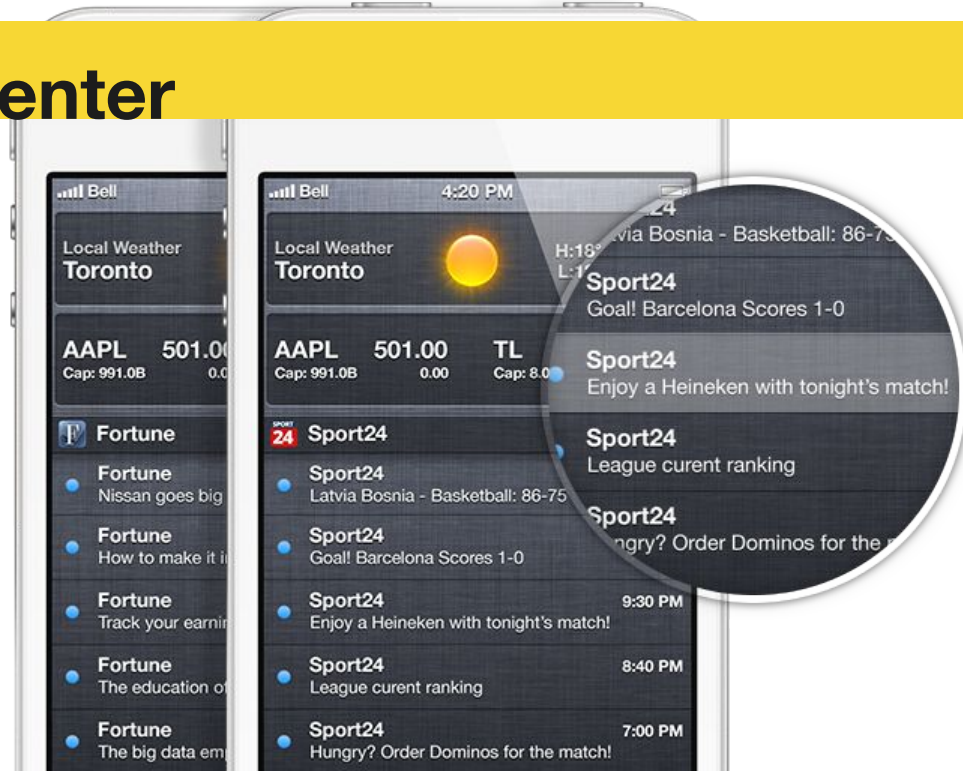 enter
Bell
Local Weather
Toronto
AAPL 501.00
Cap: 991.0B 0.0
Fortune
Fortune
Nissan goes big
Fortune
How to make it
Fortune
Track your
Fortune
The education
Fortune
The big data
Bell 4:20 PM
Local Weather
Toronto
H:18°
AAPL 501.00 TL
Cap: 991.0B 0.00 Cap: 8.0
SPORT
24 Sport24
Sport24
Latvia Bosnia - Basketball: 86-75
Sport24
Goal! Barcelona Scores 1-0
Sport24 9:30 PM
Enjoy a Heineken with tonight's match!
Sport24 8:40 PM
League curent ranking
Sport24 7:00 PM
Hungry? Order Dominos for the match!
24
Bosnia - Basketball: 86-75
Sport24
Goal! Barcelona Scores 1-0
Sport24
Enjoy a Heineken with tonight's match!
Sport24
League curent ranking
Sport24
ngry? Order Dominos for the